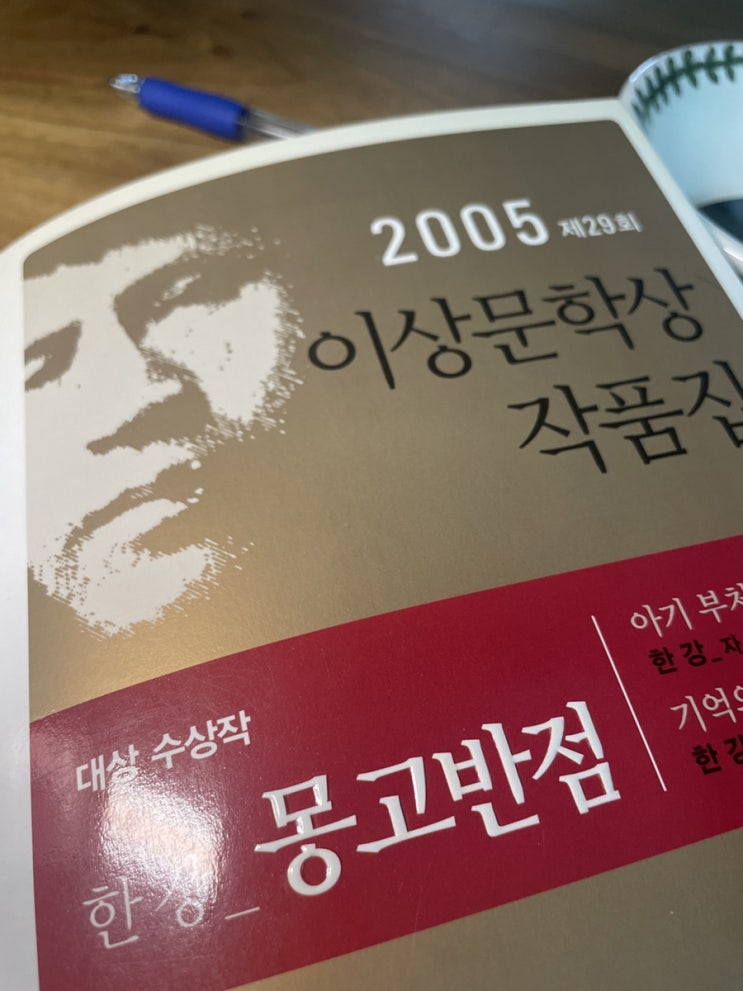 2005 제29회
이상문학상
작품집
대상 수상작
한강_몽고반점
아기 부처
한강_자
기억의
한강